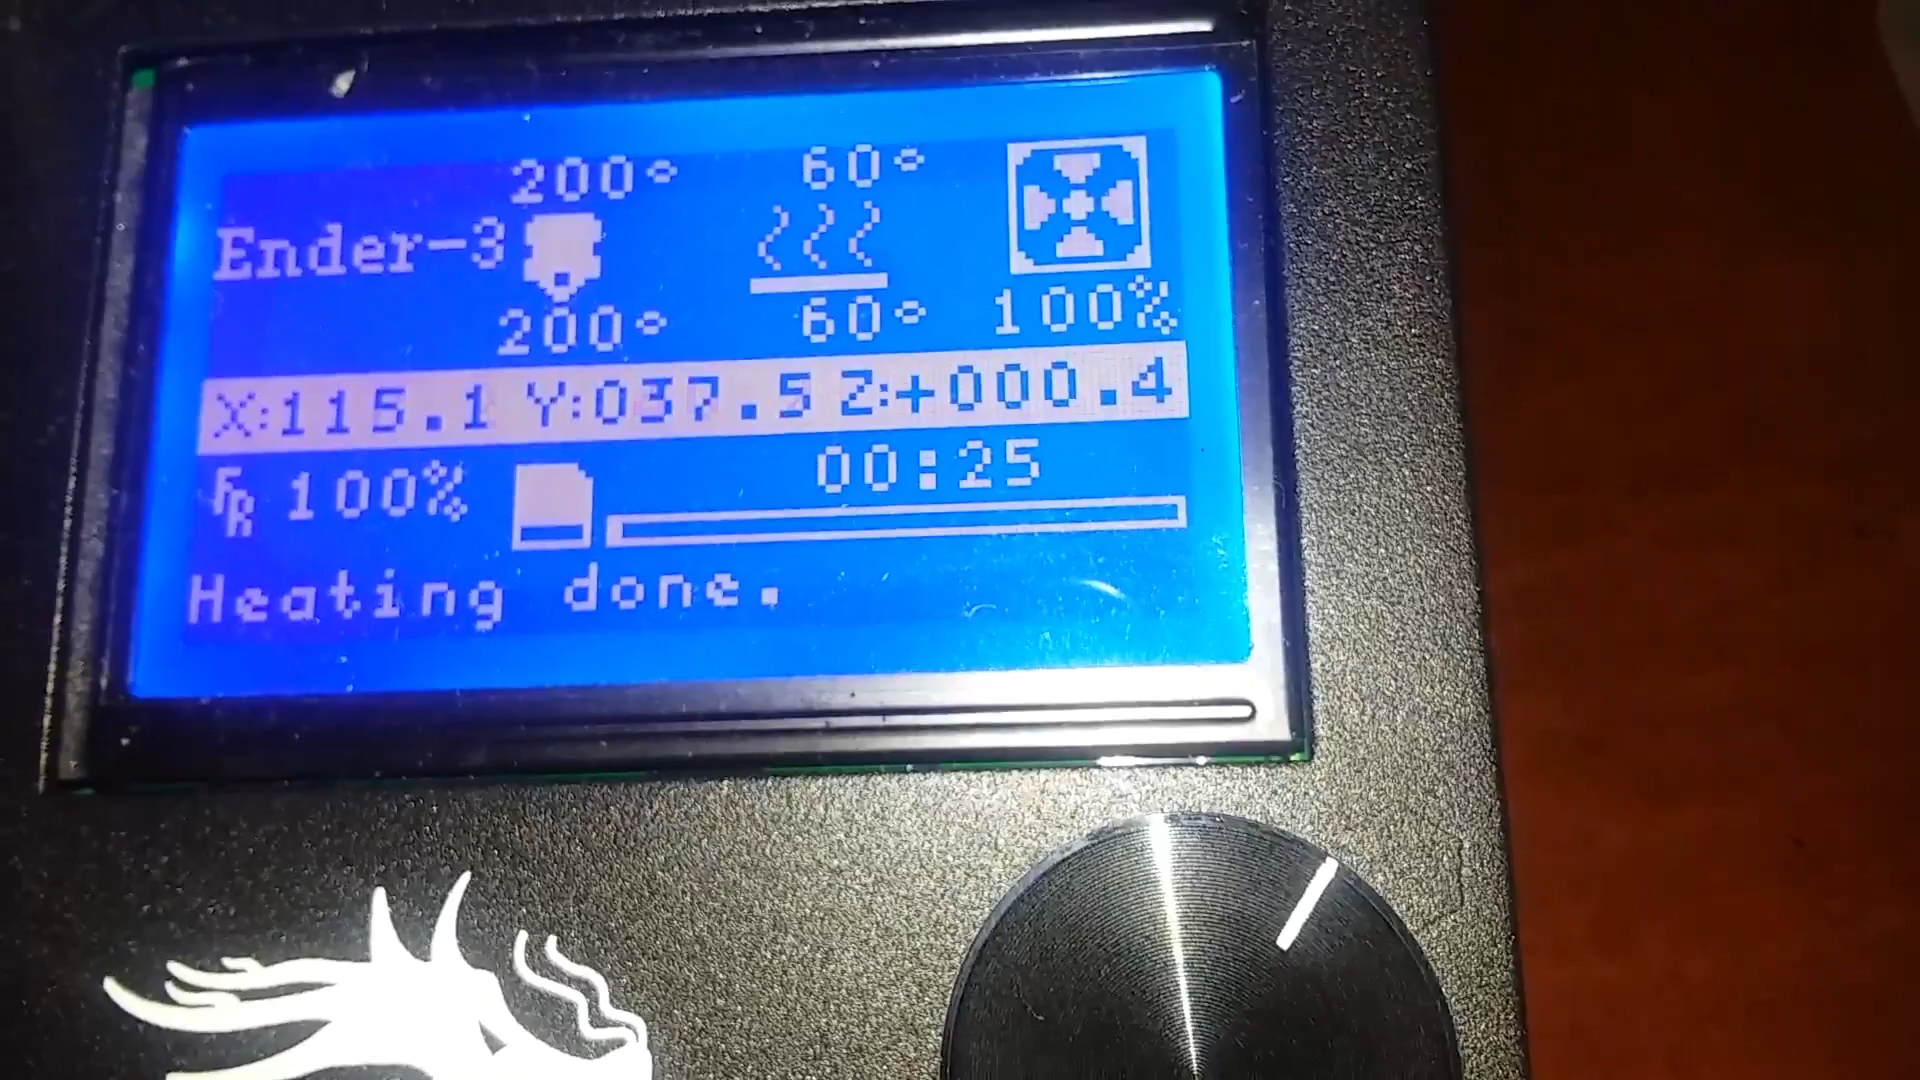 200° 60°
Ender-3
200° 60° 100%
X:115.1 Y:037.5 Z:+000.4
FR 100% 00:25
Heating done.